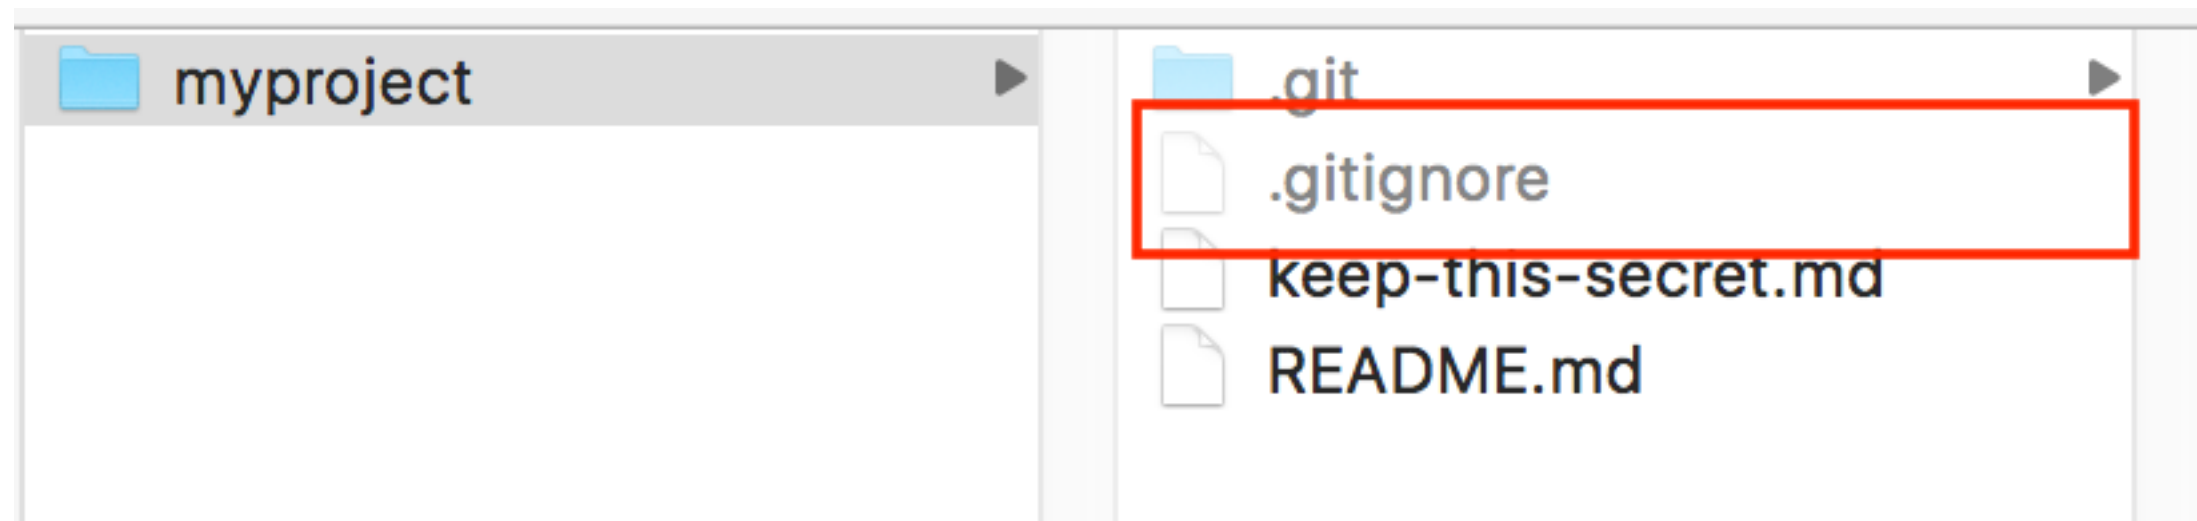 myproject
.git
.gitignore
keep-this-secret.md
README.md